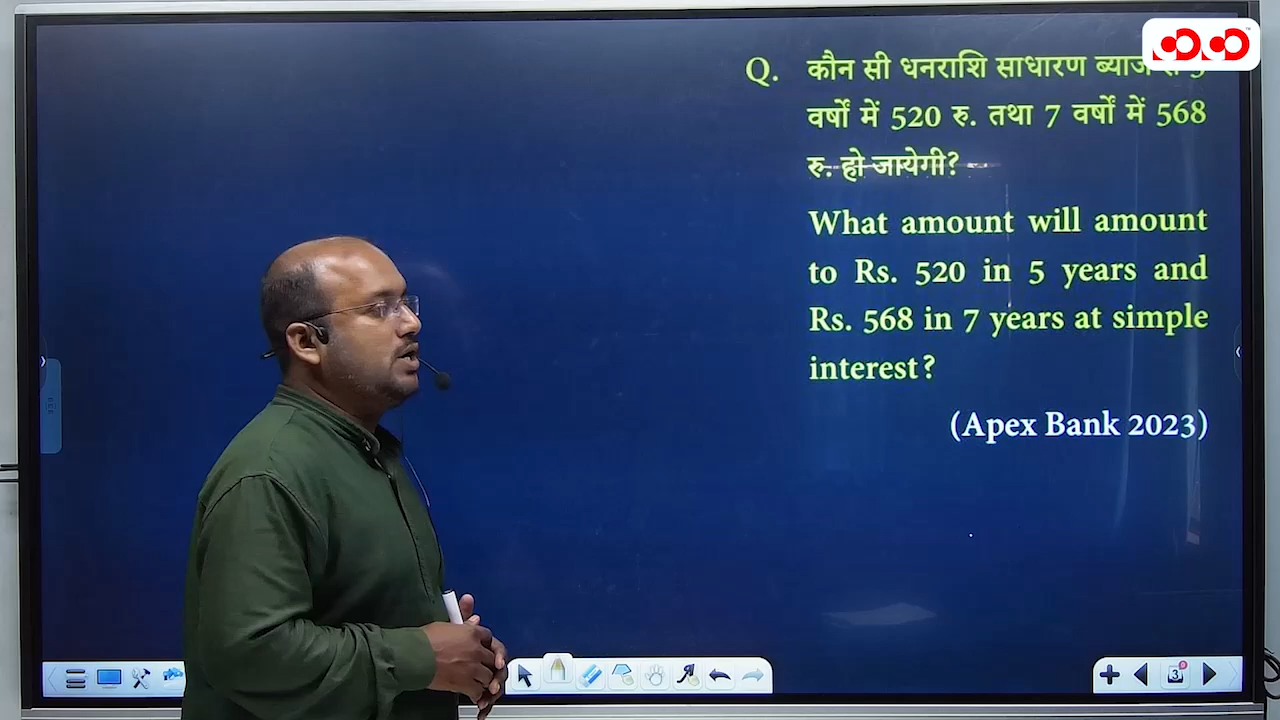 Q. कौन सी धनराशि साधारण ब्याज
वर्षों में 520 रु. तथा 7 वर्षों में 568
रु. हो जायेगी?
What amount will amount
to Rs. 520 in 5 years and
Rs. 568 in 7 years at simple
interest?
(Apex Bank 2023)